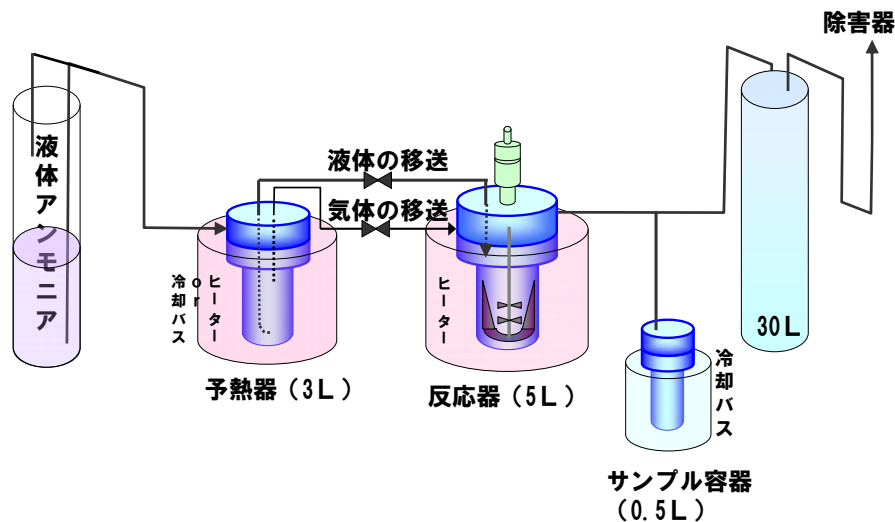 除害器
液体アンモニア
液体の移送
気体の移送
ヒーター
or
冷却バス
ヒーター
30L
予熱器（3L）
反応器（5L）
冷却バス
サンプル容器
（0.5L）